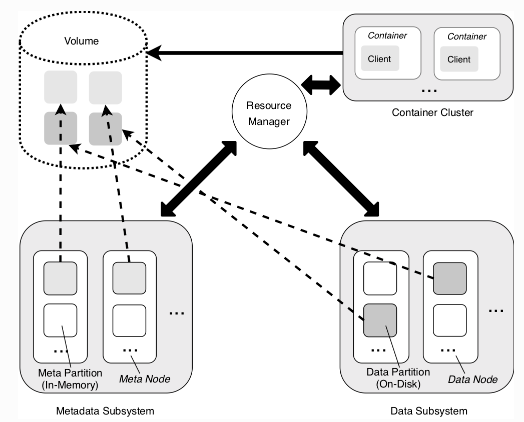 Volume
Container
Container
Client
Client
...
Container Cluster
Resource
Manager
...
...
...
Meta Partition
(In-Memory)
Meta Node
Metadata Subsystem
...
...
...
Data Partition
(On-Disk)
Data Node
Data Subsystem